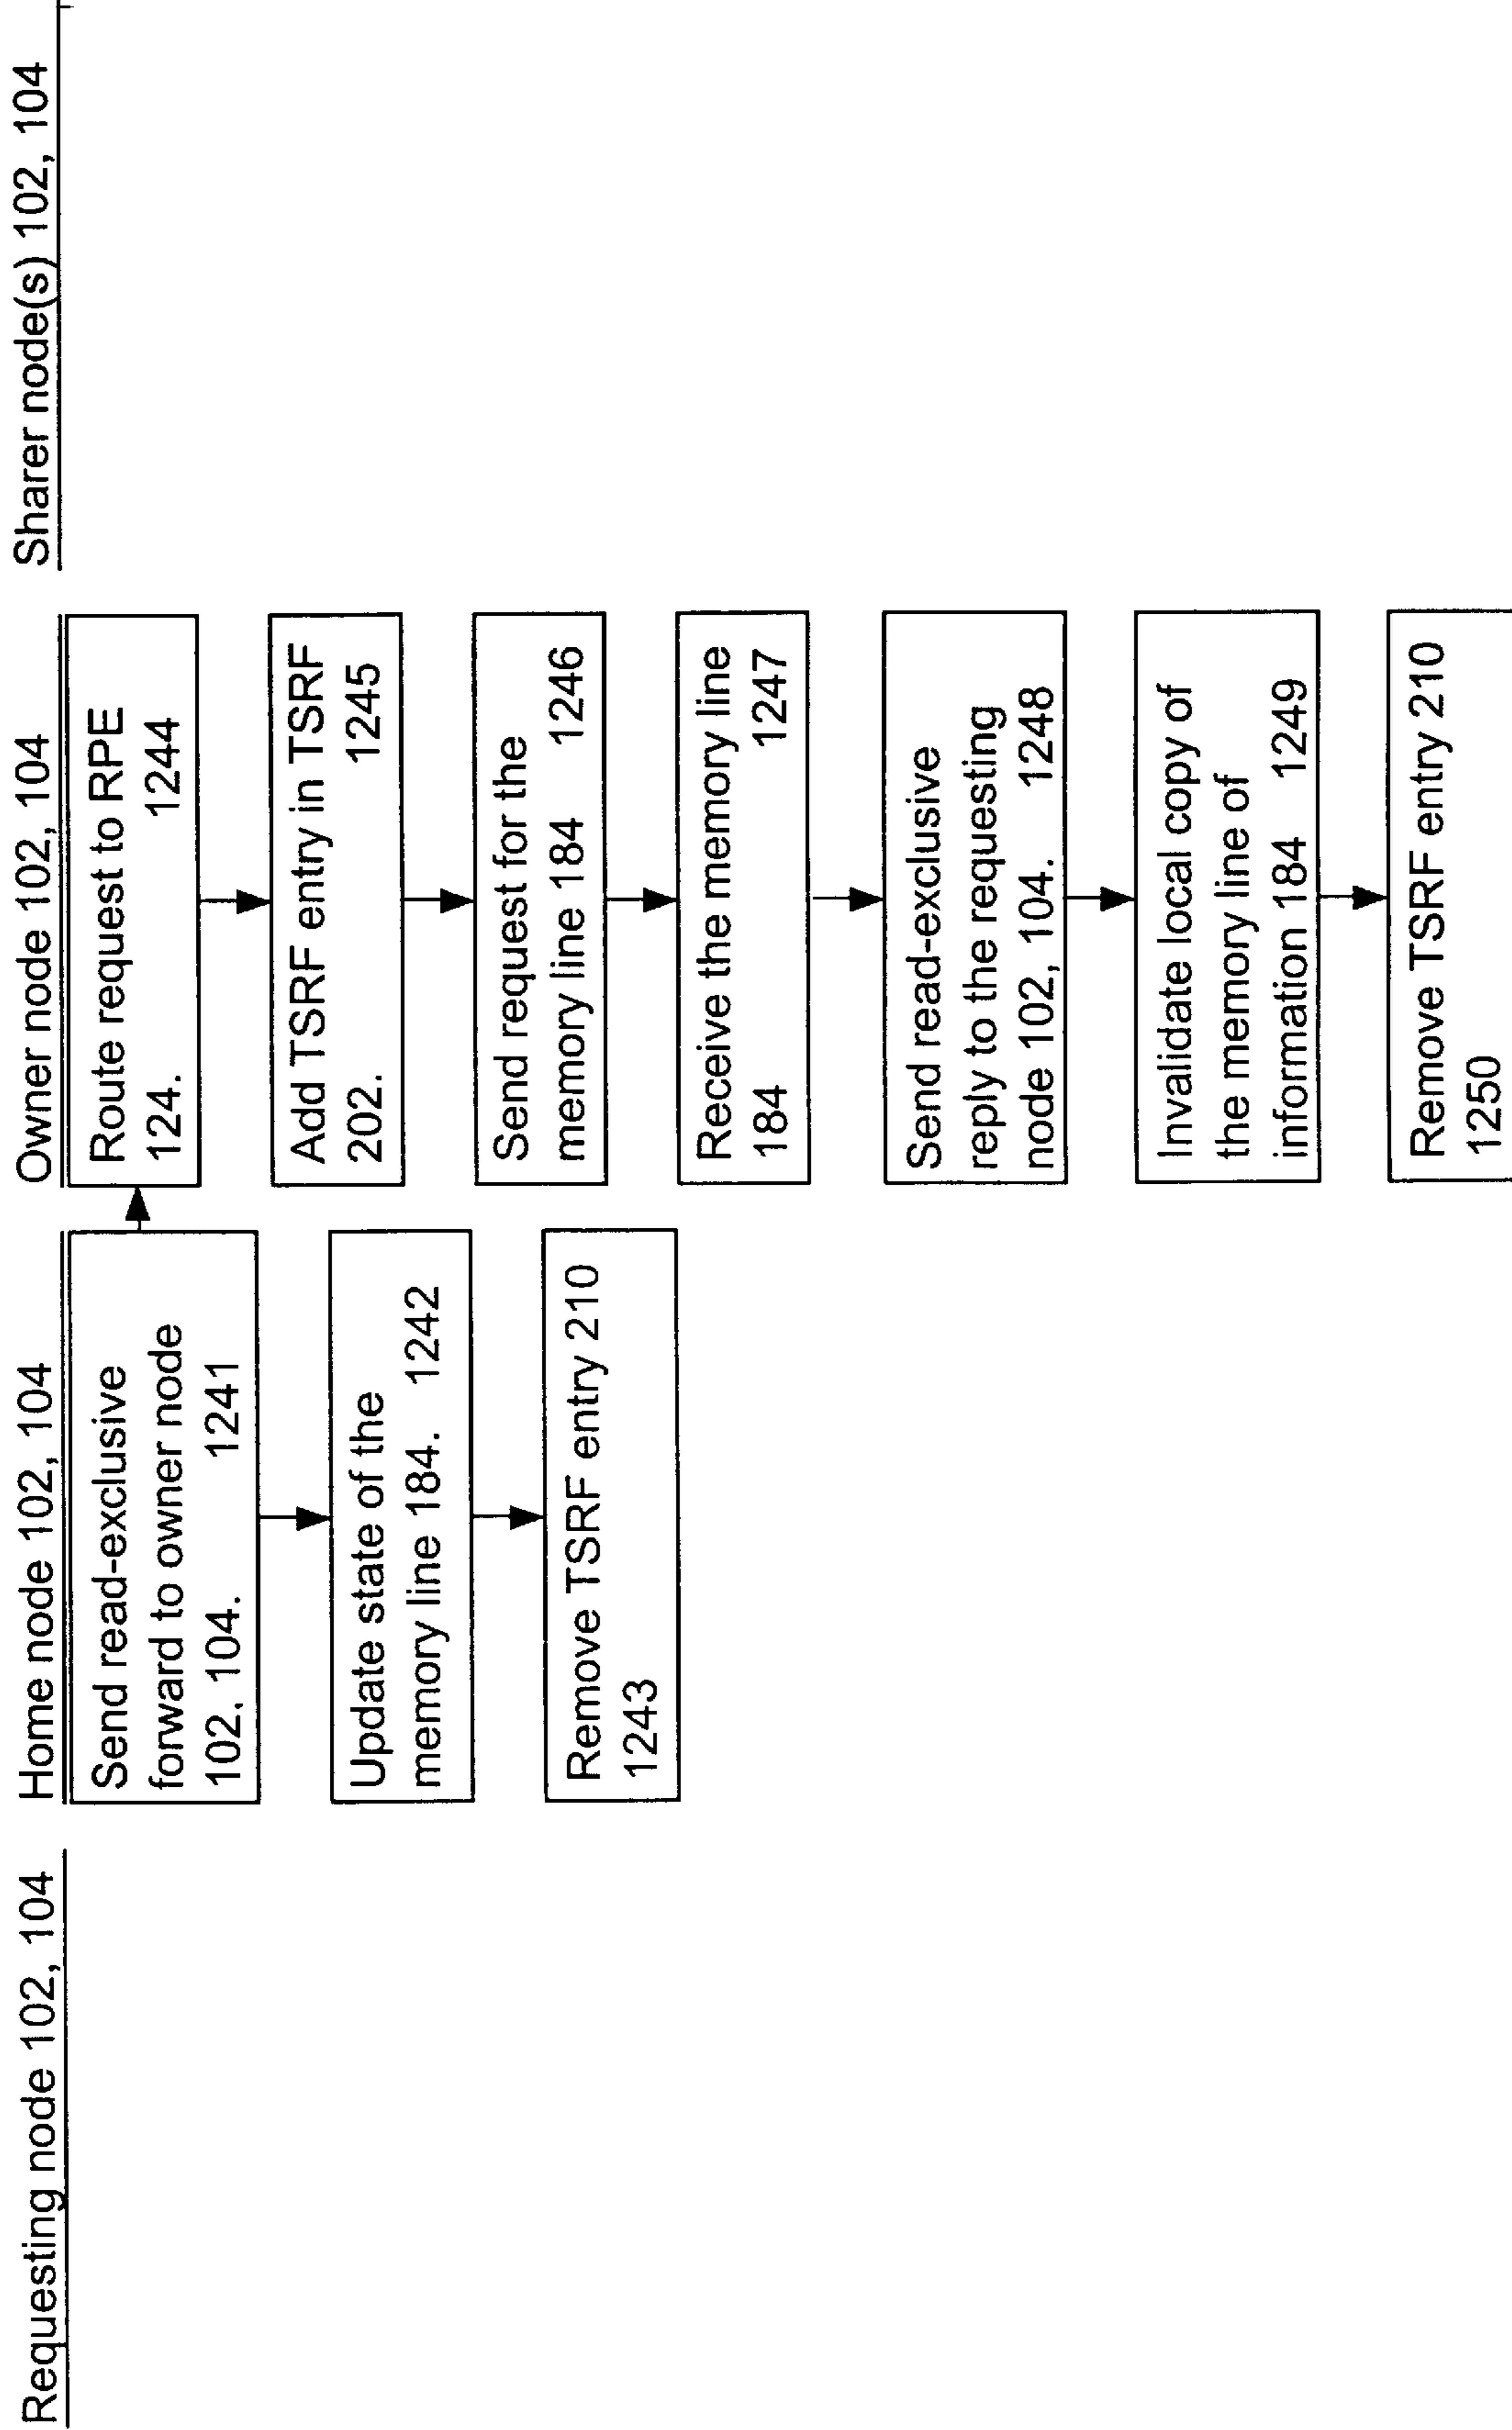 Requesting node 102, 104
Home node 102, 104
Send read-exclusive
forward to owner node
102, 104. 1241
Update state of the
memory line 184. 1242
Remove TSRF entry 210
1243
Owner node 102, 104
Route request to RPE
124. 1244
Add TSRF entry in TSRF
202. 1245
Send request for the
memory line 184 1246
Receive the memory line
184 1247
Send read-exclusive
reply to the requesting
node 102, 104. 1248
Invalidate local copy of
the memory line of
information 184 1249
Remove TSRF entry 210
1250
Sharer node(s) 102, 104